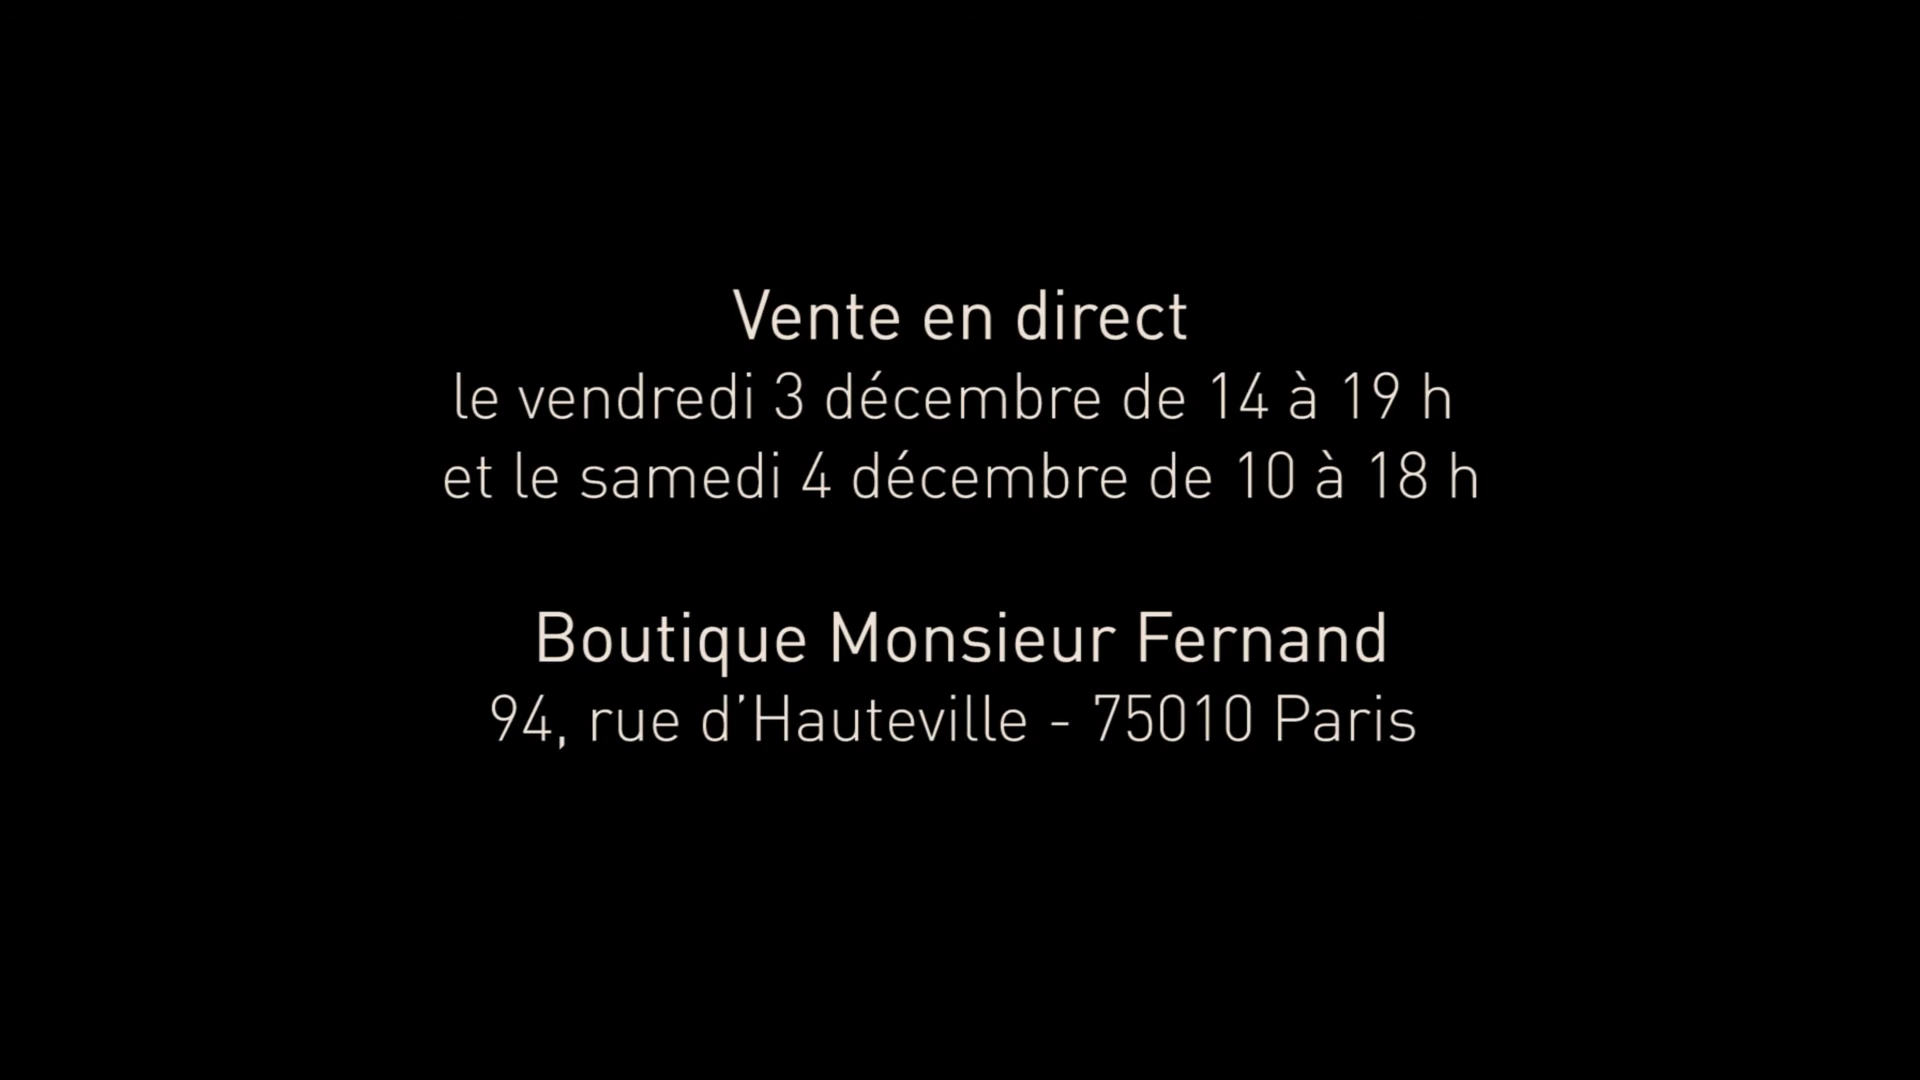 Vente en direct
le vendredi 3 décembre de 14 à 19 h
et le samedi 4 décembre de 10 à 18 h
Boutique Monsieur Fernand
94, rue d’Hauteville - 75010 Paris